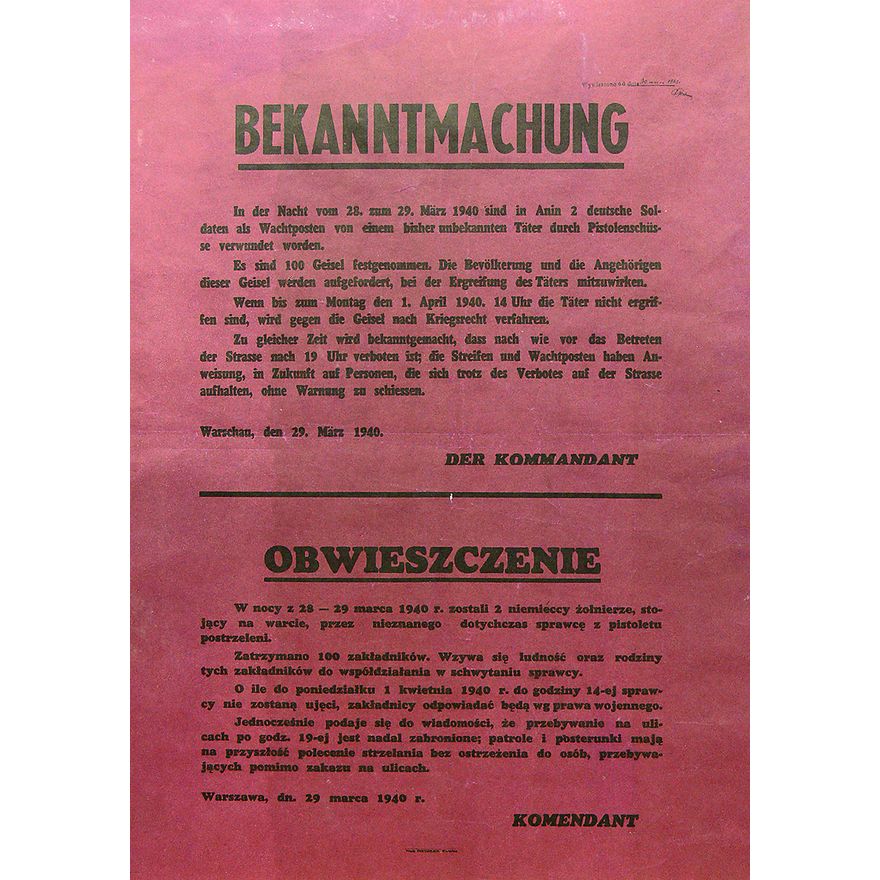 Wywieszono od dnia
BEKANNTMACHUNG
In der Nacht vom 28. zum 29. März 1940 sind in Anin 2 deutsche Sol-
daten als Wachtposten von einem bisher unbekannten Täter durch Pistolenschüs-
se verwundet worden.
Es sind 100 Geisel festgenommen. Die Bevölkerung und die Angehörigen
dieser Geisel werden aufgefordert, bei der Ergreifung des Täters mitzuwirken.
Wenn bis zum Montag den 1. April 1940. 14 Uhr die Täter nicht ergrif-
fen sind, wird gegen die Geisel nach Kriegsrecht verfahren.
Zu gleicher Zeit wird bekanntgemacht, dass nach wie vor das Betreten
der Strasse nach 19 Uhr verboten ist; die Streifen und Wachtposten haben An-
weisung, in Zukunft auf Personen, die sich trotz des Verbotes auf der Strasse
aufhalten, ohne Warnung zu schiessen.
Warschau, den 29. März 1940.
DER KOMMANDANT
OBWIESZCZENIE
W nocy z 28 — 29 marca 1940 r. zostali 2 niemieccy żołnierze, sto-
jący na warcie, przez nieznanego dotychczas sprawcę z pistoletu
postrzeleni.
Zatrzymano 100 zakładników. Wzywa się ludność oraz rodziny
tych zakładników do współdziałania w schwytaniu sprawcy.
O ile do poniedziałku 1 kwietnia 1940 r. do godziny 14-ej spraw-
cy nie zostaną ujęci, zakładnicy odpowiadać będą wg prawa wojennego.
Jednocześnie podaje się do wiadomości, że przebywanie na uli-
cach po godz. 19-ej jest nadal zabronione; patrole i posterunki mają
na przyszłość polecenie strzelania bez ostrzeżenia do osób, przebywa-
jących pomimo zakazu na ulicach.
Warszawa, dn. 29 marca 1940 r.
KOMENDANT